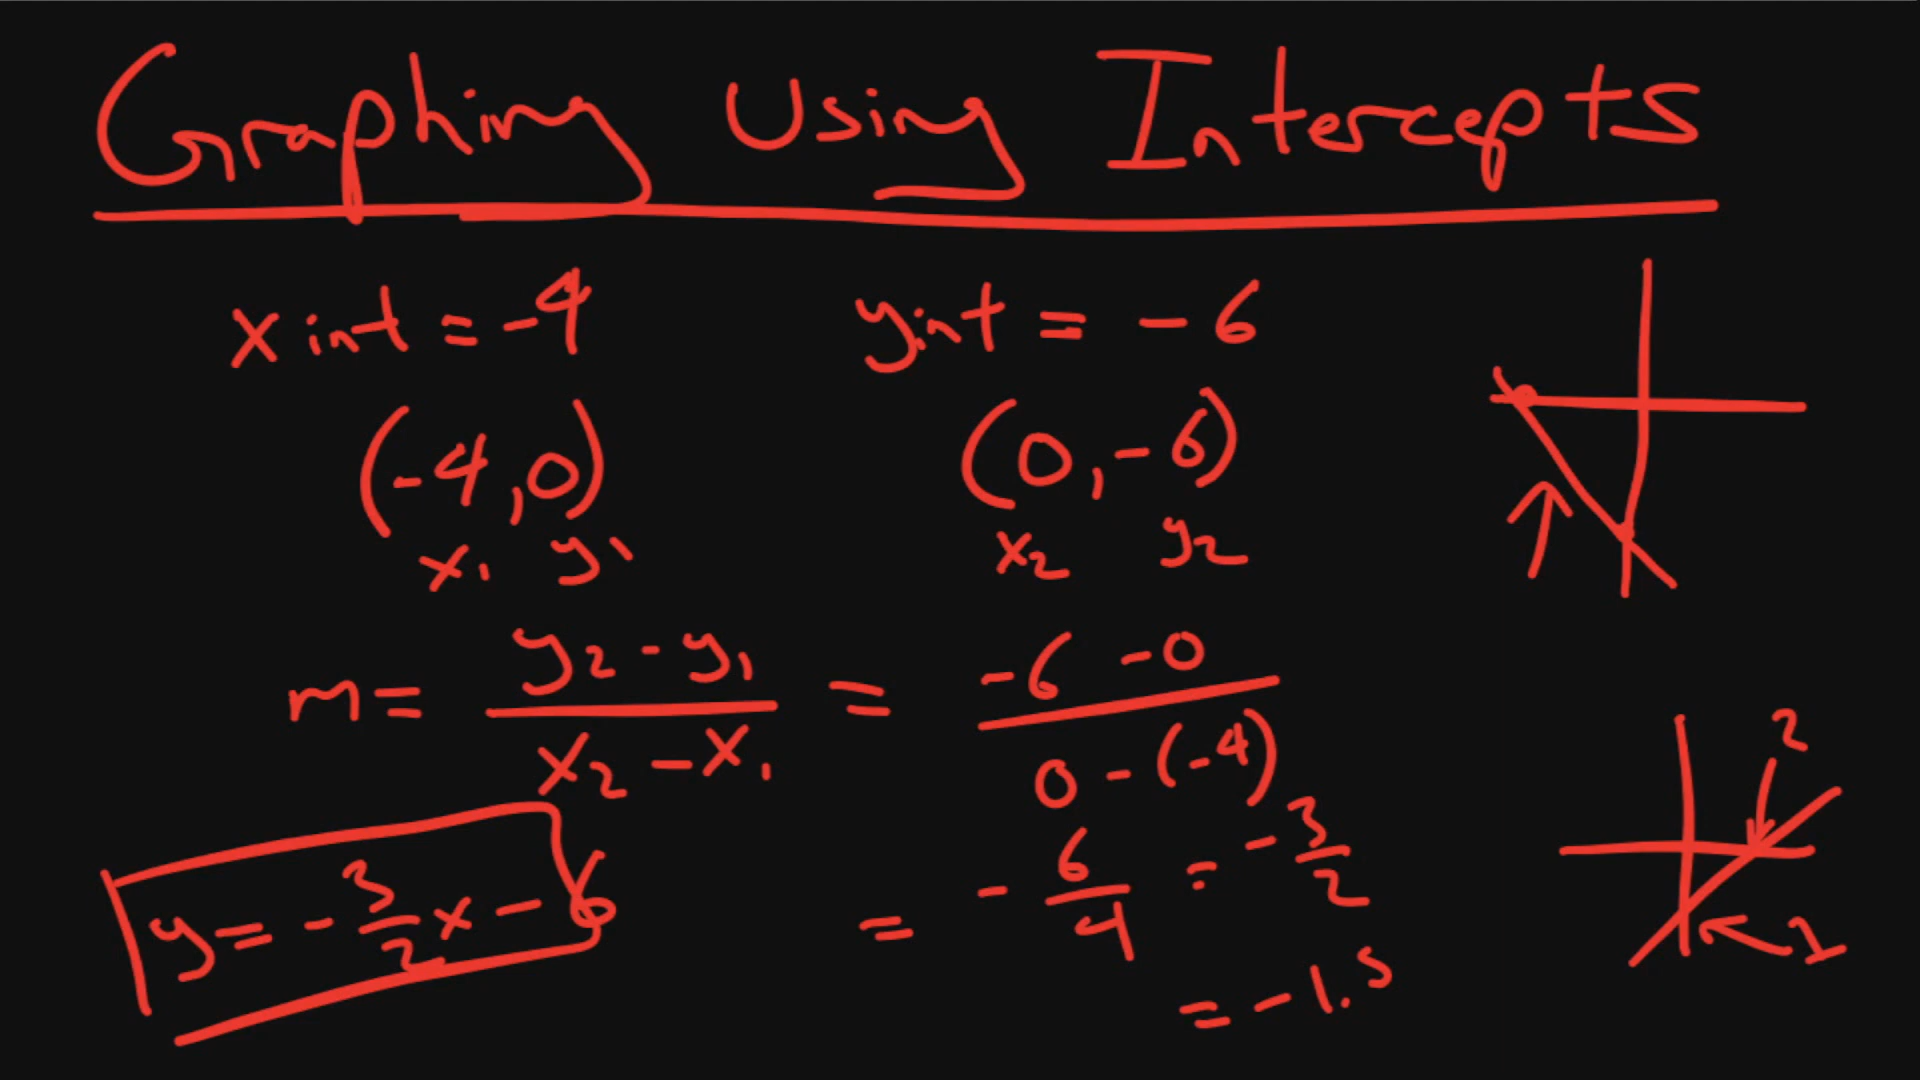 Graphing Using Intercepts
x int = -4
y int = -6
(-4, 0)
(0, -6)
x₁ y₁
x₂ y₂
m = (y₂ - y₁)/(x₂ - x₁) = (-6 - 0)/(0 - (-4))
= - 6/4 = - 3/2
= -1.5
y = - 3/2 x - 6
2
1